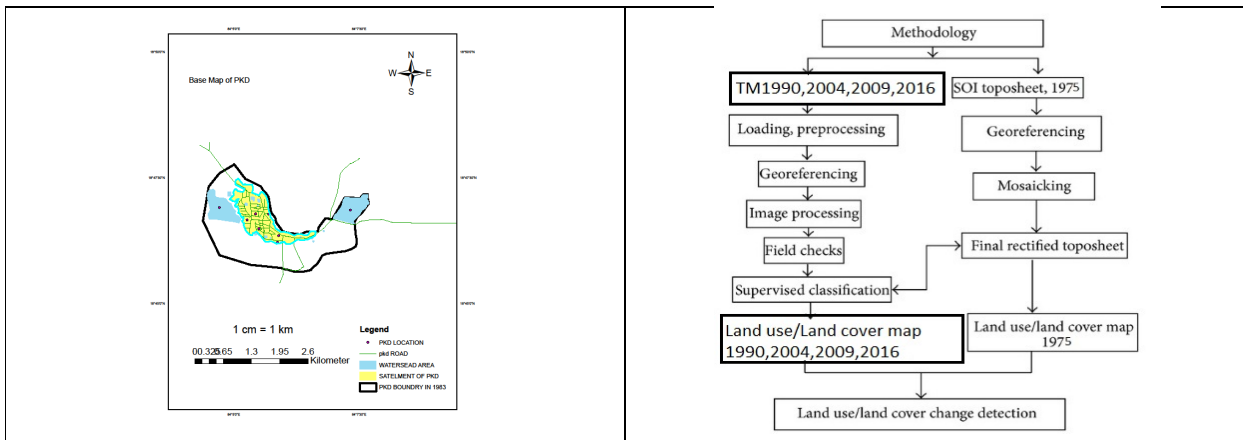 Base Map of PKD
N
W E
S
1 cm = 1 km
00.325.65 1.3 1.95 2.6
Kilometer
Legend
PKD LOCATION
pkd ROAD
WATERSEAD AREA
SATELMENT OF PKD
PKD BOUNDRY IN 1983
Methodology
TM1990,2004,2009,2016
SOI toposheet, 1975
Loading, preprocessing
Georeferencing
Georeferencing
Mosaicking
Image processing
Field checks
Final rectified toposheet
Supervised classification
Land use/Land cover map
1990,2004,2009,2016
Land use/land cover map
1975
Land use/land cover change detection